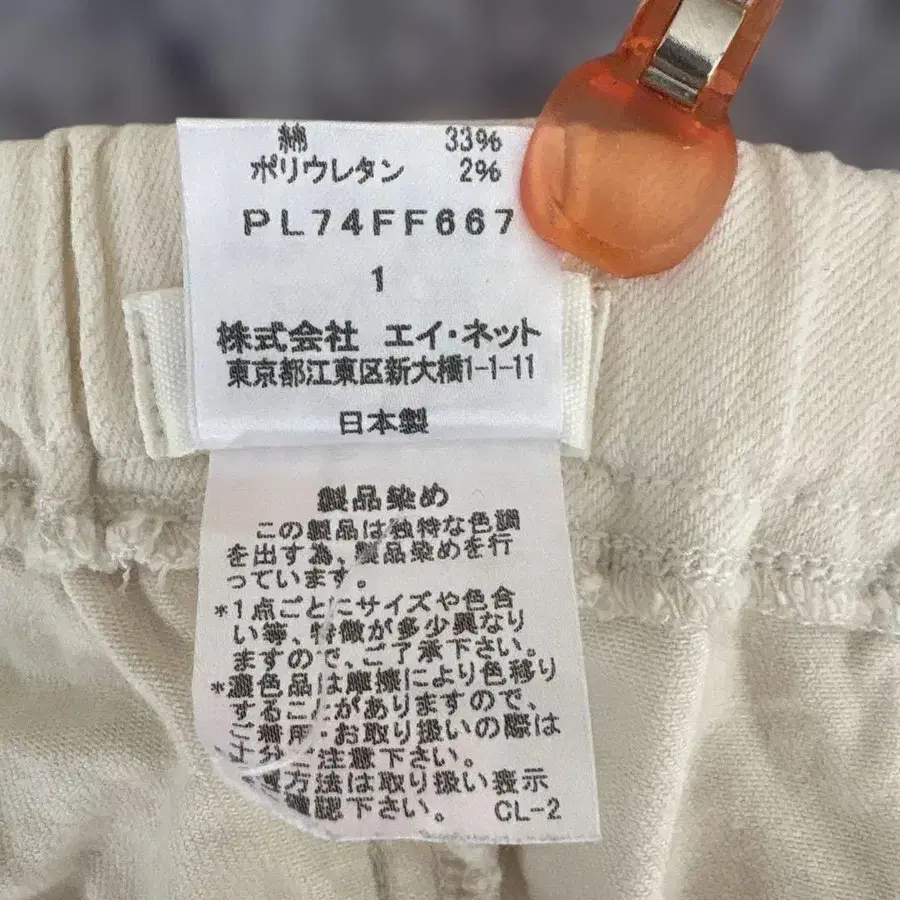 綿 33%
ポリウレタン 2%
PL74FF667
1
株式会社 エイ・ネット
東京都江東区新大橋1-1-11
日本製
製品染め
この製品は独特な色調
を出す為、製品染めを行
っています。
*1点ごとにサイズや色合
い等、特徴が多少異なり
ますので、ご了承下さい。
*濃色品は摩擦により色移り
することがありますので、
ご着用・お取り扱いの際は
十分ご注意下さい。
方法は取り扱い表示
確認下さい。 CL-2